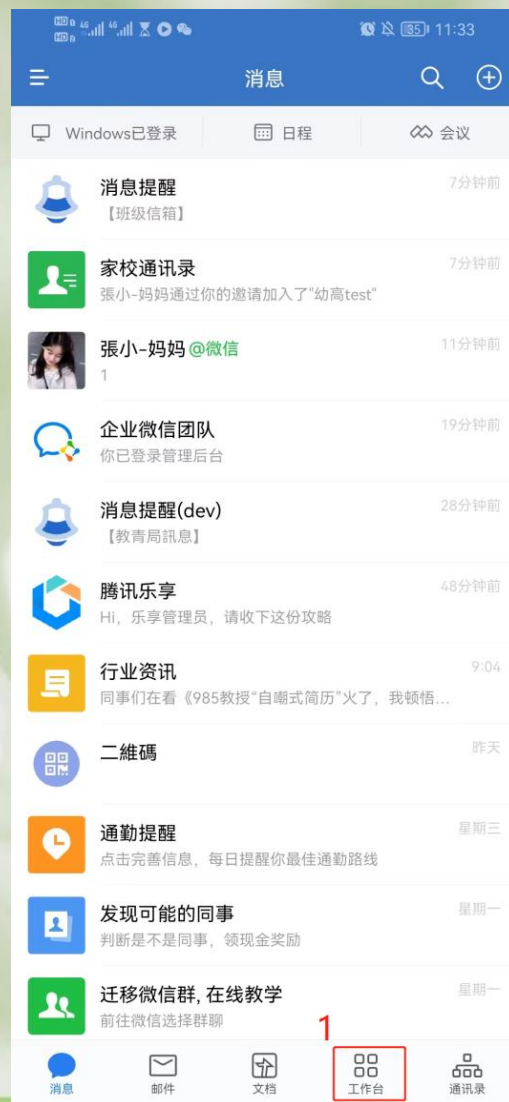 35 11:33
消息
Windows已登录 日程 会议
消息提醒 7分钟前
【班级信箱】
家校通讯录 7分钟前
張小-妈妈通过你的邀请加入了"幼高test"
張小-妈妈@微信 11分钟前
1
企业微信团队 19分钟前
你已登录管理后台
消息提醒(dev) 28分钟前
【教青局訊息】
腾讯乐享 48分钟前
Hi，乐享管理员，请收下这份攻略
行业资讯 9:04
同事们在看《985教授“自嘲式简历”火了，我顿悟...
二維碼 昨天
通勤提醒 星期三
点击完善信息，每日提醒你最佳通勤路线
发现可能的同事 星期一
判断是不是同事，领现金奖励
迁移微信群, 在线教学 星期一
前往微信选择群聊
1
消息 邮件 文档 工作台 通讯录